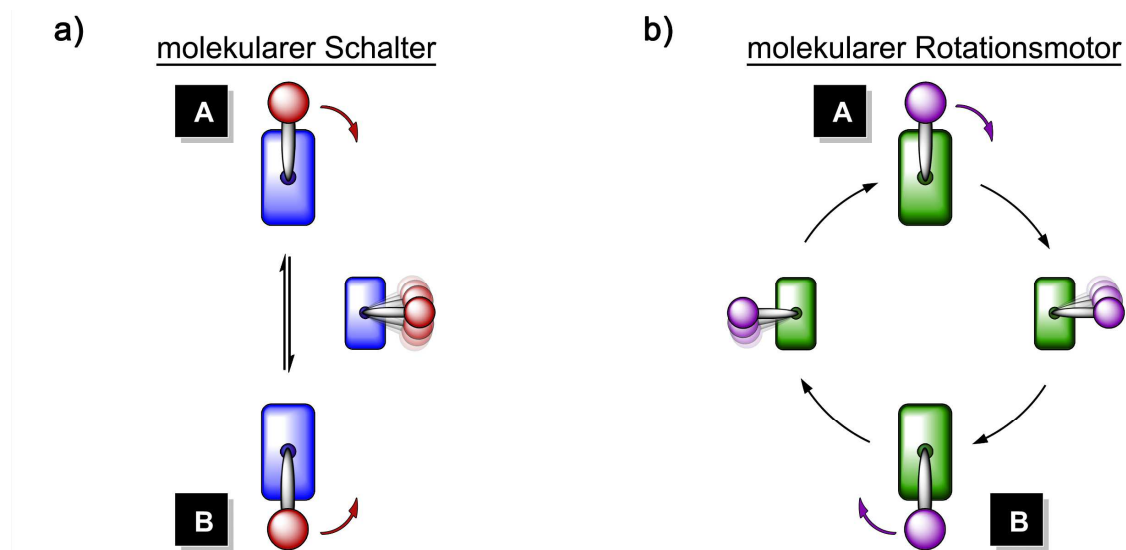 a)
molekularer Schalter
A
B
b)
molekularer Rotationsmotor
A
B